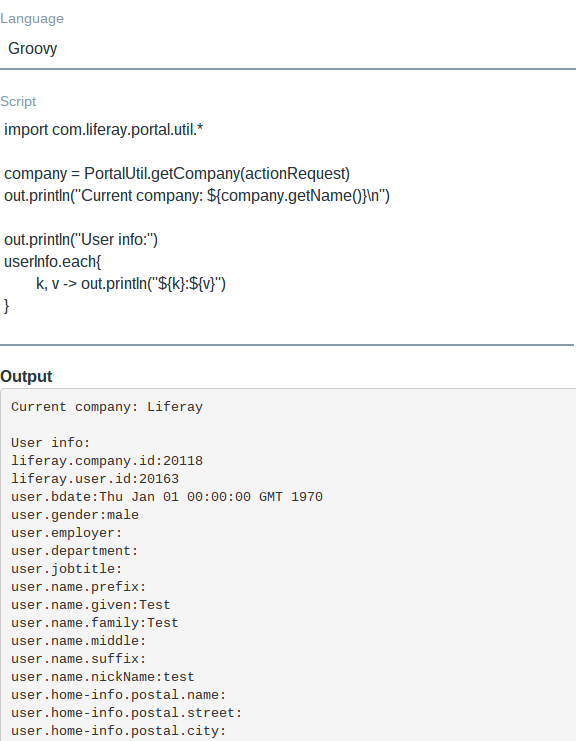 Language
Groovy
Script
import com.liferay.portal.util.*
company = PortalUtil.getCompany(actionRequest)
out.println("Current company: ${company.getName()}\n")
out.println("User info:")
userInfo.each{
k, v -> out.println("${k}:${v}")
}
Output
Current company: Liferay
User info:
liferay.company.id:20118
liferay.user.id:20163
user.bdate:Thu Jan 01 00:00:00 GMT 1970
user.gender:male
user.employer:
user.department:
user.jobtitle:
user.name.prefix:
user.name.given:Test
user.name.family:Test
user.name.middle:
user.name.suffix:
user.name.nickName:test
user.home-info.postal.name:
user.home-info.postal.street:
user.home-info.postal.city: